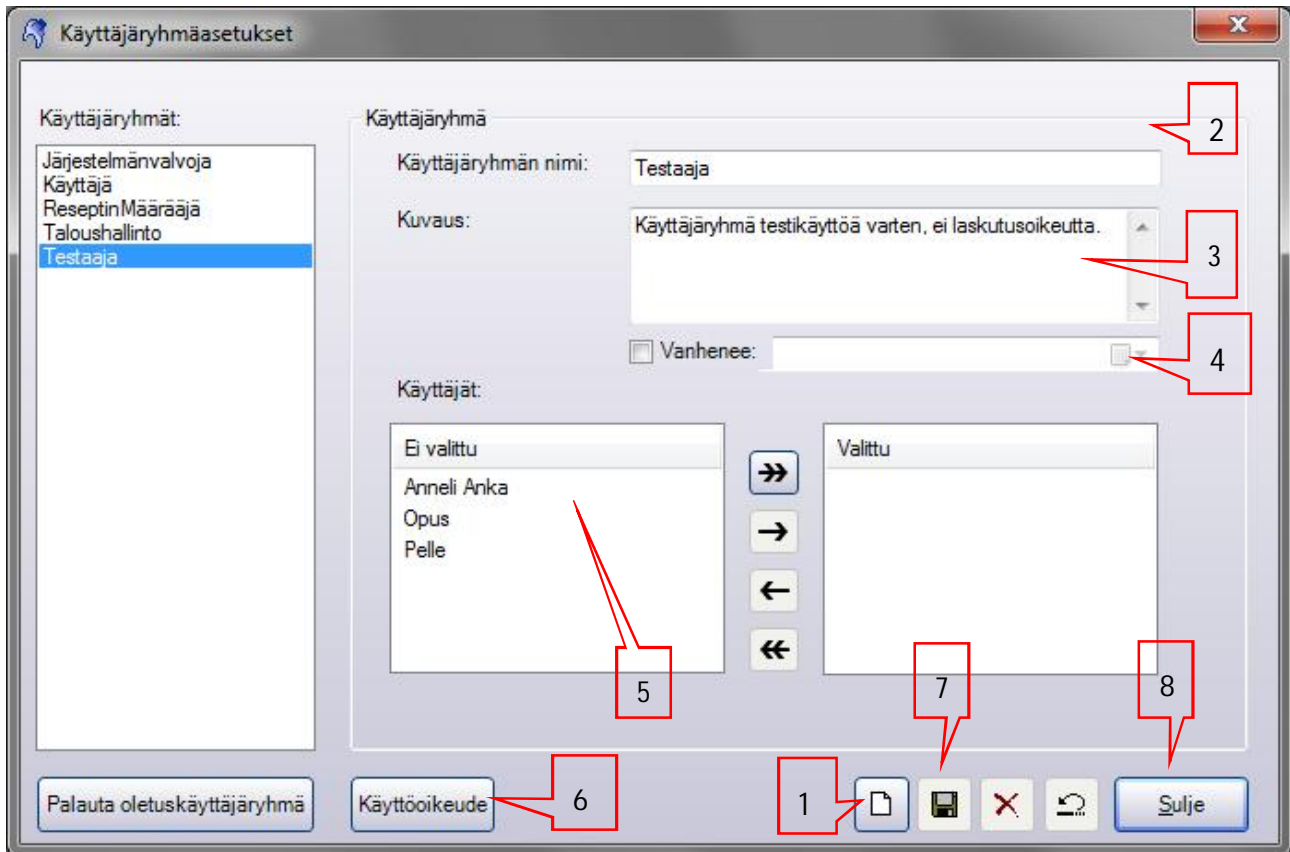 Käyttäjäryhmäasetukset
x
Käyttäjäryhmät:
Järjestelmänvalvoja
Käyttäjä
ReseptinMäärääjä
Taloushallinto
Testaaja
Käyttäjäryhmä
2
Käyttäjäryhmän nimi:
Testaaja
Kuvaus:
Käyttäjäryhmä testikäyttöä varten, ei laskutusoikeutta.
3
Vanhenee:
4
Käyttäjät:
Ei valittu
Anneli Anka
Opus
Pelle
Valittu
5
7
8
Palauta oletuskäyttäjäryhmä
Käyttöoikeude
6
1
Sulje